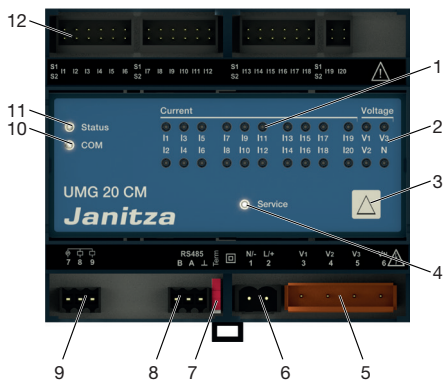 12
S1 I1 I2 I3 I4 I5 I6 S1 I7 I8 I9 I10 I11 I12 S1 I13 I14 I15 I16 I17 I18 S1 I19 I20
S2 S2 S2 S2
1
11
Status
Current Voltage
10
COM
I1 I3 I5 I7 I9 I11 I13 I15 I17 I19 V1 V3
2
I2 I4 I6 I8 I10 I12 I14 I16 I18 I20 V2 N
UMG 20 CM
3
Janitza
Service
4
RS485
Term
N/- L/+ V1 V2 V3
7 8 9 B A 1 2 3 4 5 6
9 8 7 6 5